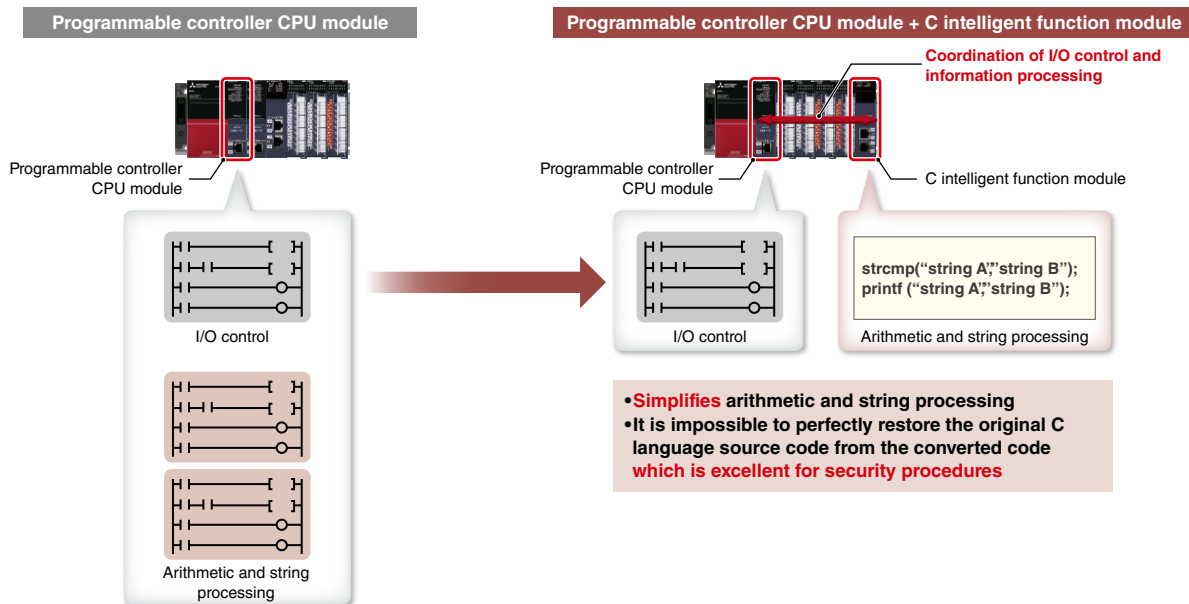 Programmable controller CPU module
Programmable controller
CPU module
I/O control
Arithmetic and string
processing
Programmable controller CPU module + C intelligent function module
Coordination of I/O control and
information processing
Programmable controller
CPU module
C intelligent function module
I/O control
strcmp(“string A”,”string B”);
printf (“string A”,”string B”);
Arithmetic and string processing
•Simplifies arithmetic and string processing
•It is impossible to perfectly restore the original C
language source code from the converted code
which is excellent for security procedures